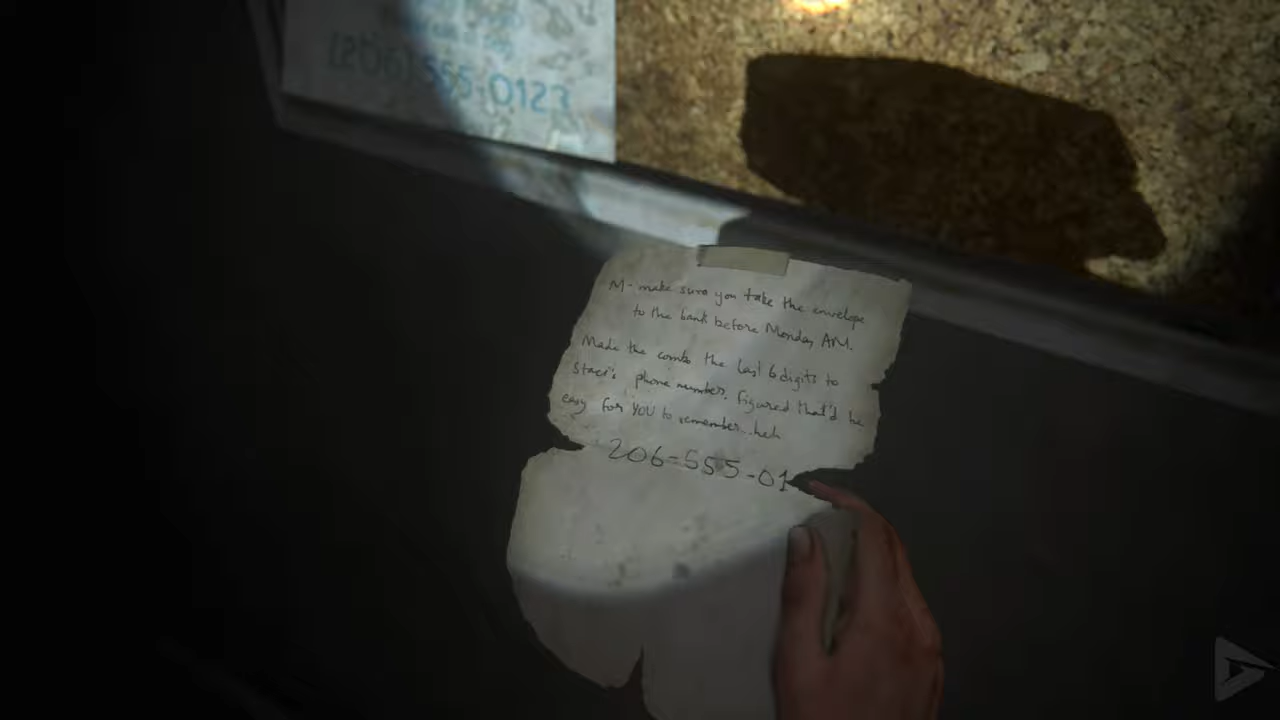 (206) 555-0123
M- make sure you take the envelope
to the bank before Monday AM.
Made the combo the last 6 digits to
Staci's phone number. figured that'd be
easy for YOU to remember...heh
206-555-01